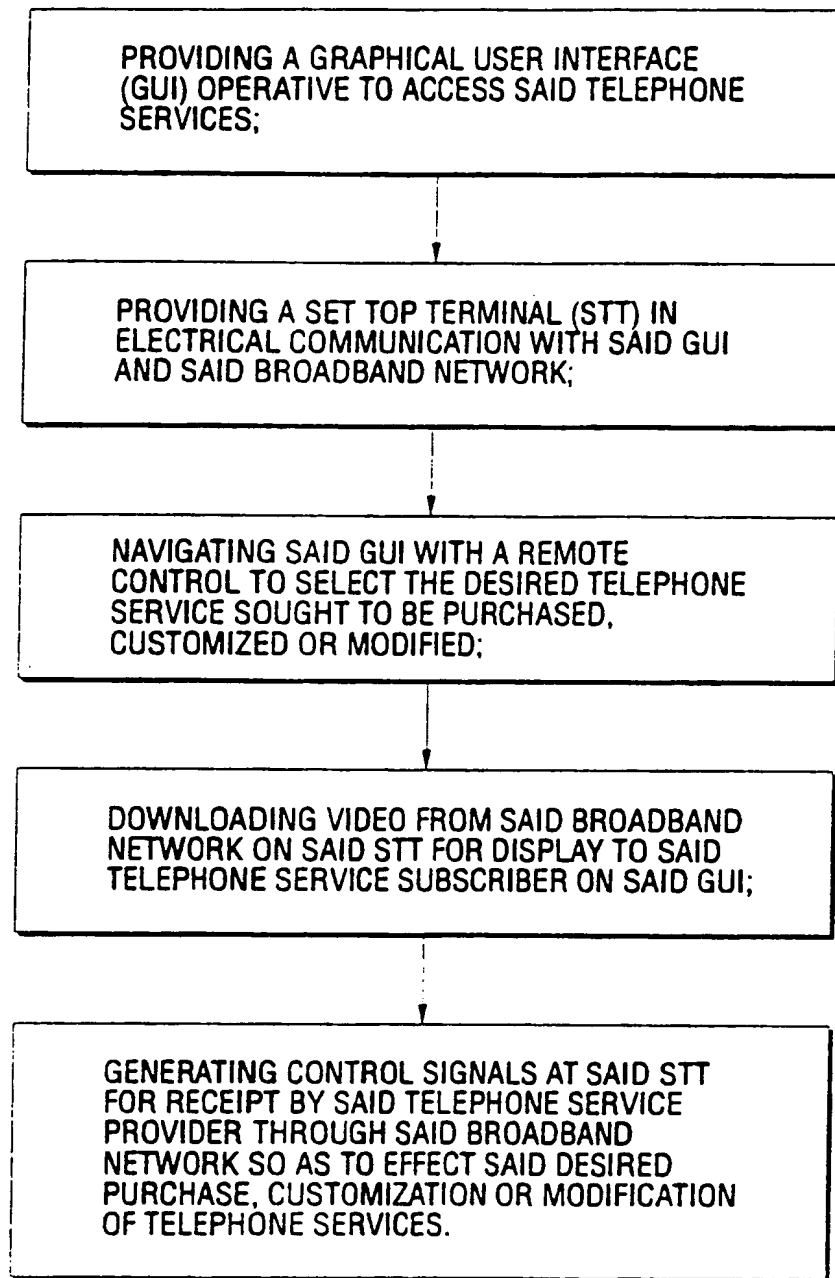 PROVIDING A GRAPHICAL USER INTERFACE
(GUI) OPERATIVE TO ACCESS SAID TELEPHONE
SERVICES;
PROVIDING A SET TOP TERMINAL (STT) IN
ELECTRICAL COMMUNICATION WITH SAID GUI
AND SAID BROADBAND NETWORK;
NAVIGATING SAID GUI WITH A REMOTE
CONTROL TO SELECT THE DESIRED TELEPHONE
SERVICE SOUGHT TO BE PURCHASED,
CUSTOMIZED OR MODIFIED;
DOWNLOADING VIDEO FROM SAID BROADBAND
NETWORK ON SAID STT FOR DISPLAY TO SAID
TELEPHONE SERVICE SUBSCRIBER ON SAID GUI;
GENERATING CONTROL SIGNALS AT SAID STT
FOR RECEIPT BY SAID TELEPHONE SERVICE
PROVIDER THROUGH SAID BROADBAND
NETWORK SO AS TO EFFECT SAID DESIRED
PURCHASE, CUSTOMIZATION OR MODIFICATION
OF TELEPHONE SERVICES.